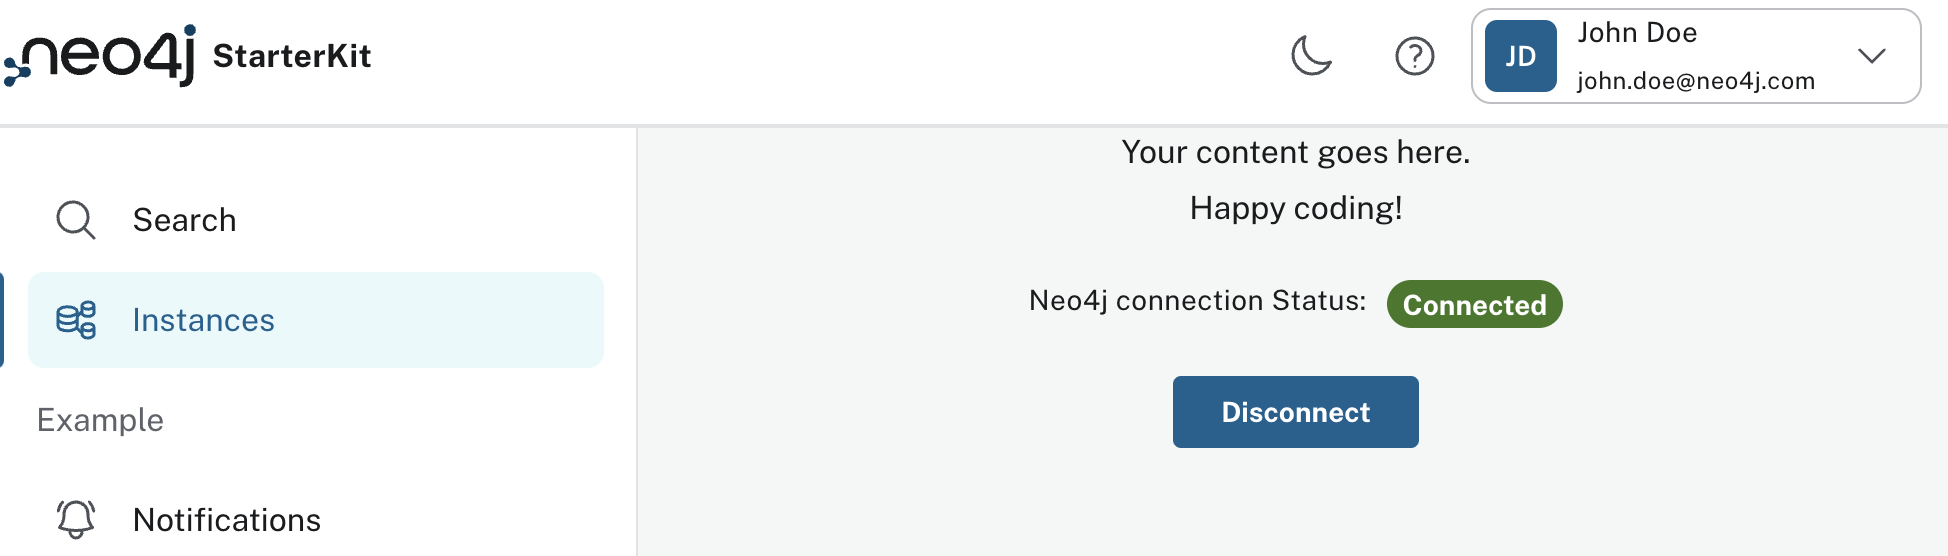 neo4j StarterKit
?
JD
John Doe
john.doe@neo4j.com
Search
Instances
Example
Notifications
Your content goes here.
Happy coding!
Neo4j connection Status: Connected
Disconnect